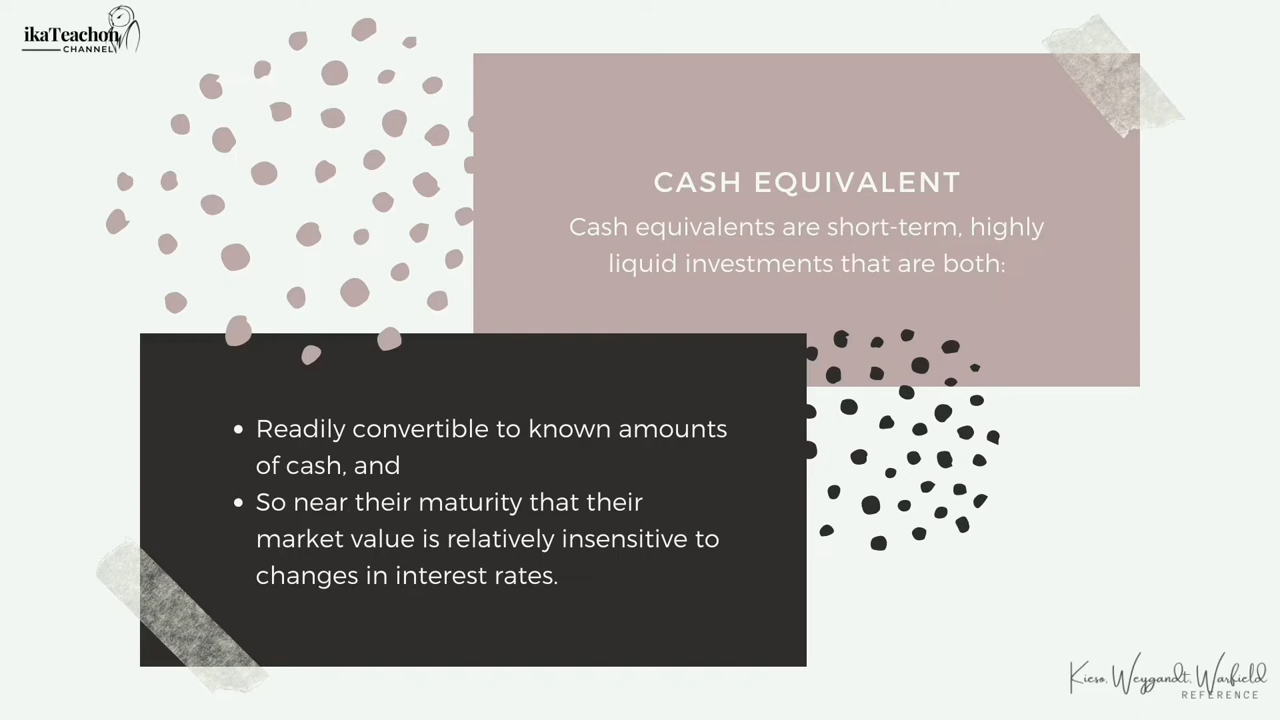 ikaTeachon
CHANNEL
CASH EQUIVALENT
Cash equivalents are short-term, highly
liquid investments that are both:
• Readily convertible to known amounts
of cash, and
• So near their maturity that their
market value is relatively insensitive to
changes in interest rates.
Kieso, Weygandt, Warfield
REFERENCE